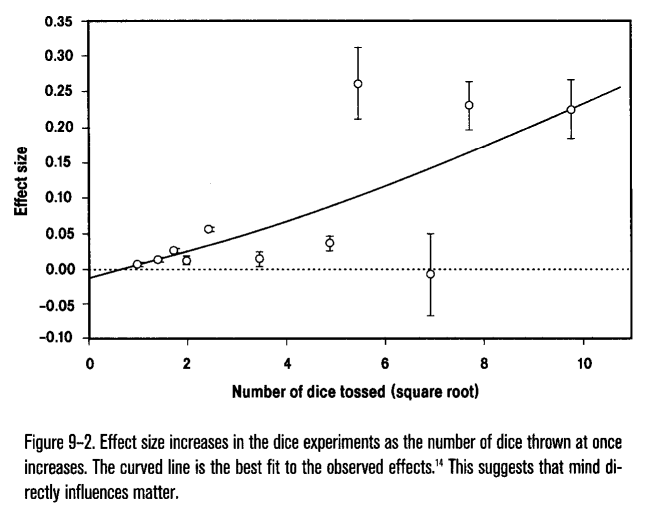 0.35
0.30
0.25
0.20
0.10
0.05
0.00
−0.05
−0.10
Effect size
0 2 4 6 8 10
Number of dice tossed (square root)
Figure 9–2. Effect size increases in the dice experiments as the number of dice thrown at once
increases. The curved line is the best fit to the observed effects.¹⁴ This suggests that mind di-
rectly influences matter.